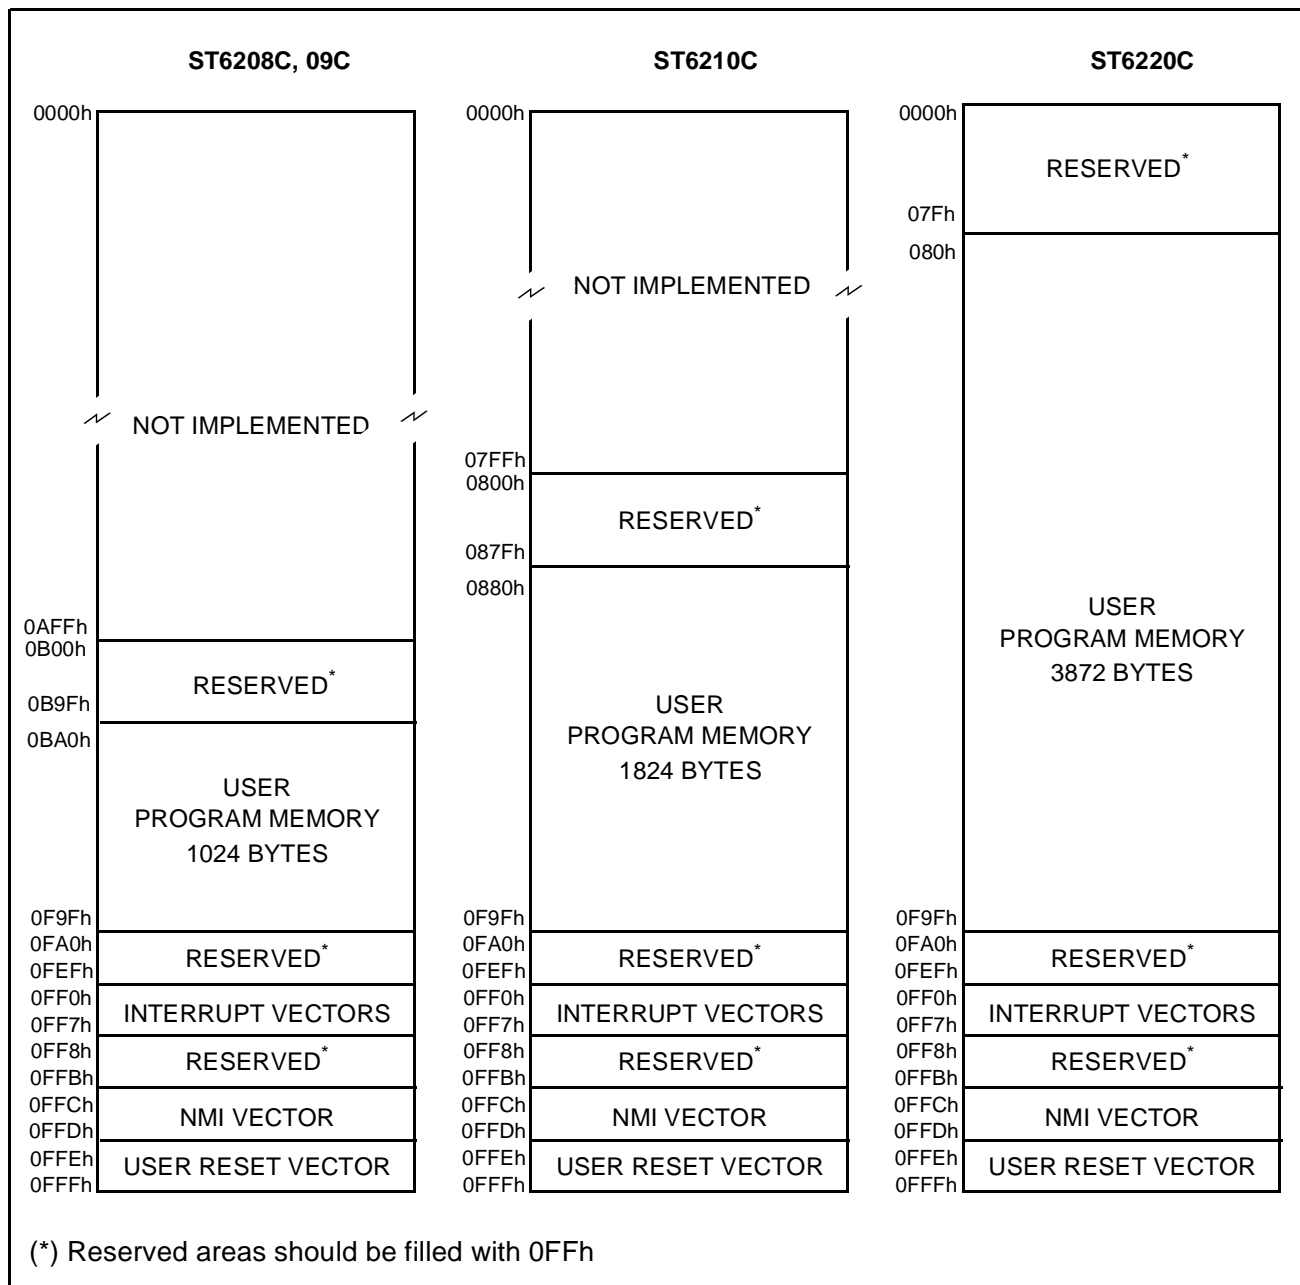 ST6208C, 09C
0000h
NOT IMPLEMENTED
0AFFh
0B00h
RESERVED*
0B9Fh
0BA0h
USER
PROGRAM MEMORY
1024 BYTES
0F9Fh
0FA0h
RESERVED*
0FEFh
0FF0h
INTERRUPT VECTORS
0FF7h
0FF8h
RESERVED*
0FFBh
0FFCh
NMI VECTOR
0FFDh
0FFEh
USER RESET VECTOR
0FFFh
ST6210C
0000h
NOT IMPLEMENTED
07FFh
0800h
RESERVED*
087Fh
0880h
USER
PROGRAM MEMORY
1824 BYTES
0F9Fh
0FA0h
RESERVED*
0FEFh
0FF0h
INTERRUPT VECTORS
0FF7h
0FF8h
RESERVED*
0FFBh
0FFCh
NMI VECTOR
0FFDh
0FFEh
USER RESET VECTOR
0FFFh
ST6220C
0000h
RESERVED*
07Fh
080h
USER
PROGRAM MEMORY
3872 BYTES
0F9Fh
0FA0h
RESERVED*
0FEFh
0FF0h
INTERRUPT VECTORS
0FF7h
0FF8h
RESERVED*
0FFBh
0FFCh
NMI VECTOR
0FFDh
0FFEh
USER RESET VECTOR
0FFFh
(*) Reserved areas should be filled with 0FFh